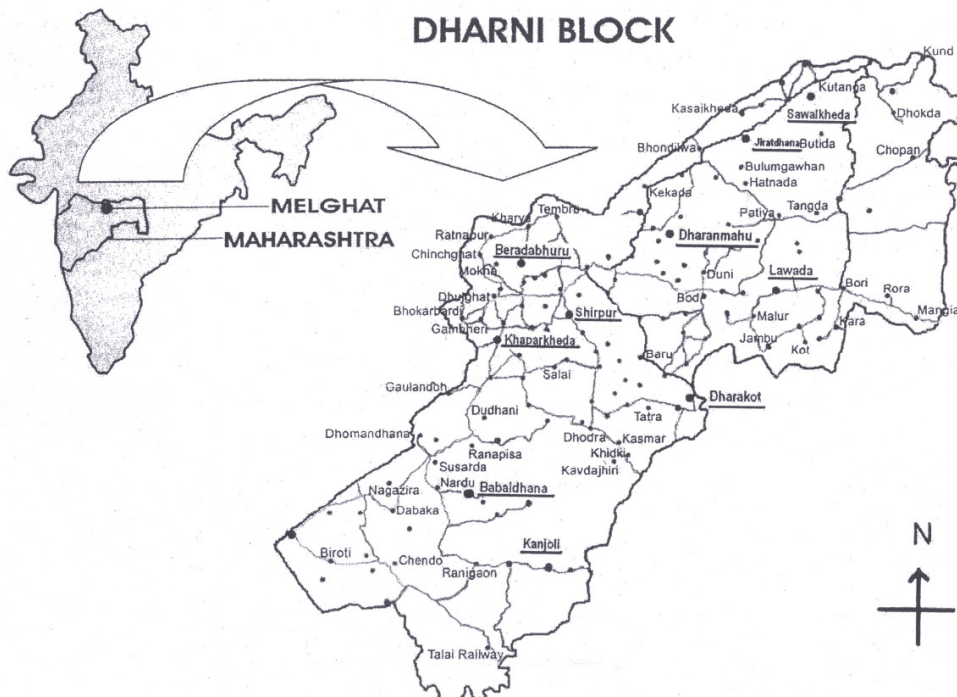 DHARNI BLOCK
MELGHAT
MAHARASHTRA
Kund
Kutanga
Kasaikheda
Sawalkheda
Dhokda
Jiratdhana
Butida
Bhondilwa
Chopan
Bulumgawhan
Hatnada
Kekada
Tembru
Patiya
Tangda
Kharya
Ratnapur
Dharanmahu
Chinchghat
Beradabhuru
Mokha
Duni
Lawada
Bori
Rora
Dhulghat
Bod
Bhokarbardi
Shirpur
Malur
Kara
Mangia
Gambheri
Khaparkheda
Jambu
Kot
Baru
Salai
Gaulandoh
Dharakot
Dudhani
Tatra
Dhomandhana
Dhodra
Kasmar
Ranapisa
Khidki
Susarda
Kavdajhiri
Nardu
Babaldhana
Nagazira
Dabaka
N
Kanjoli
Biroti
Chendo
Ranigaon
Talai Railway